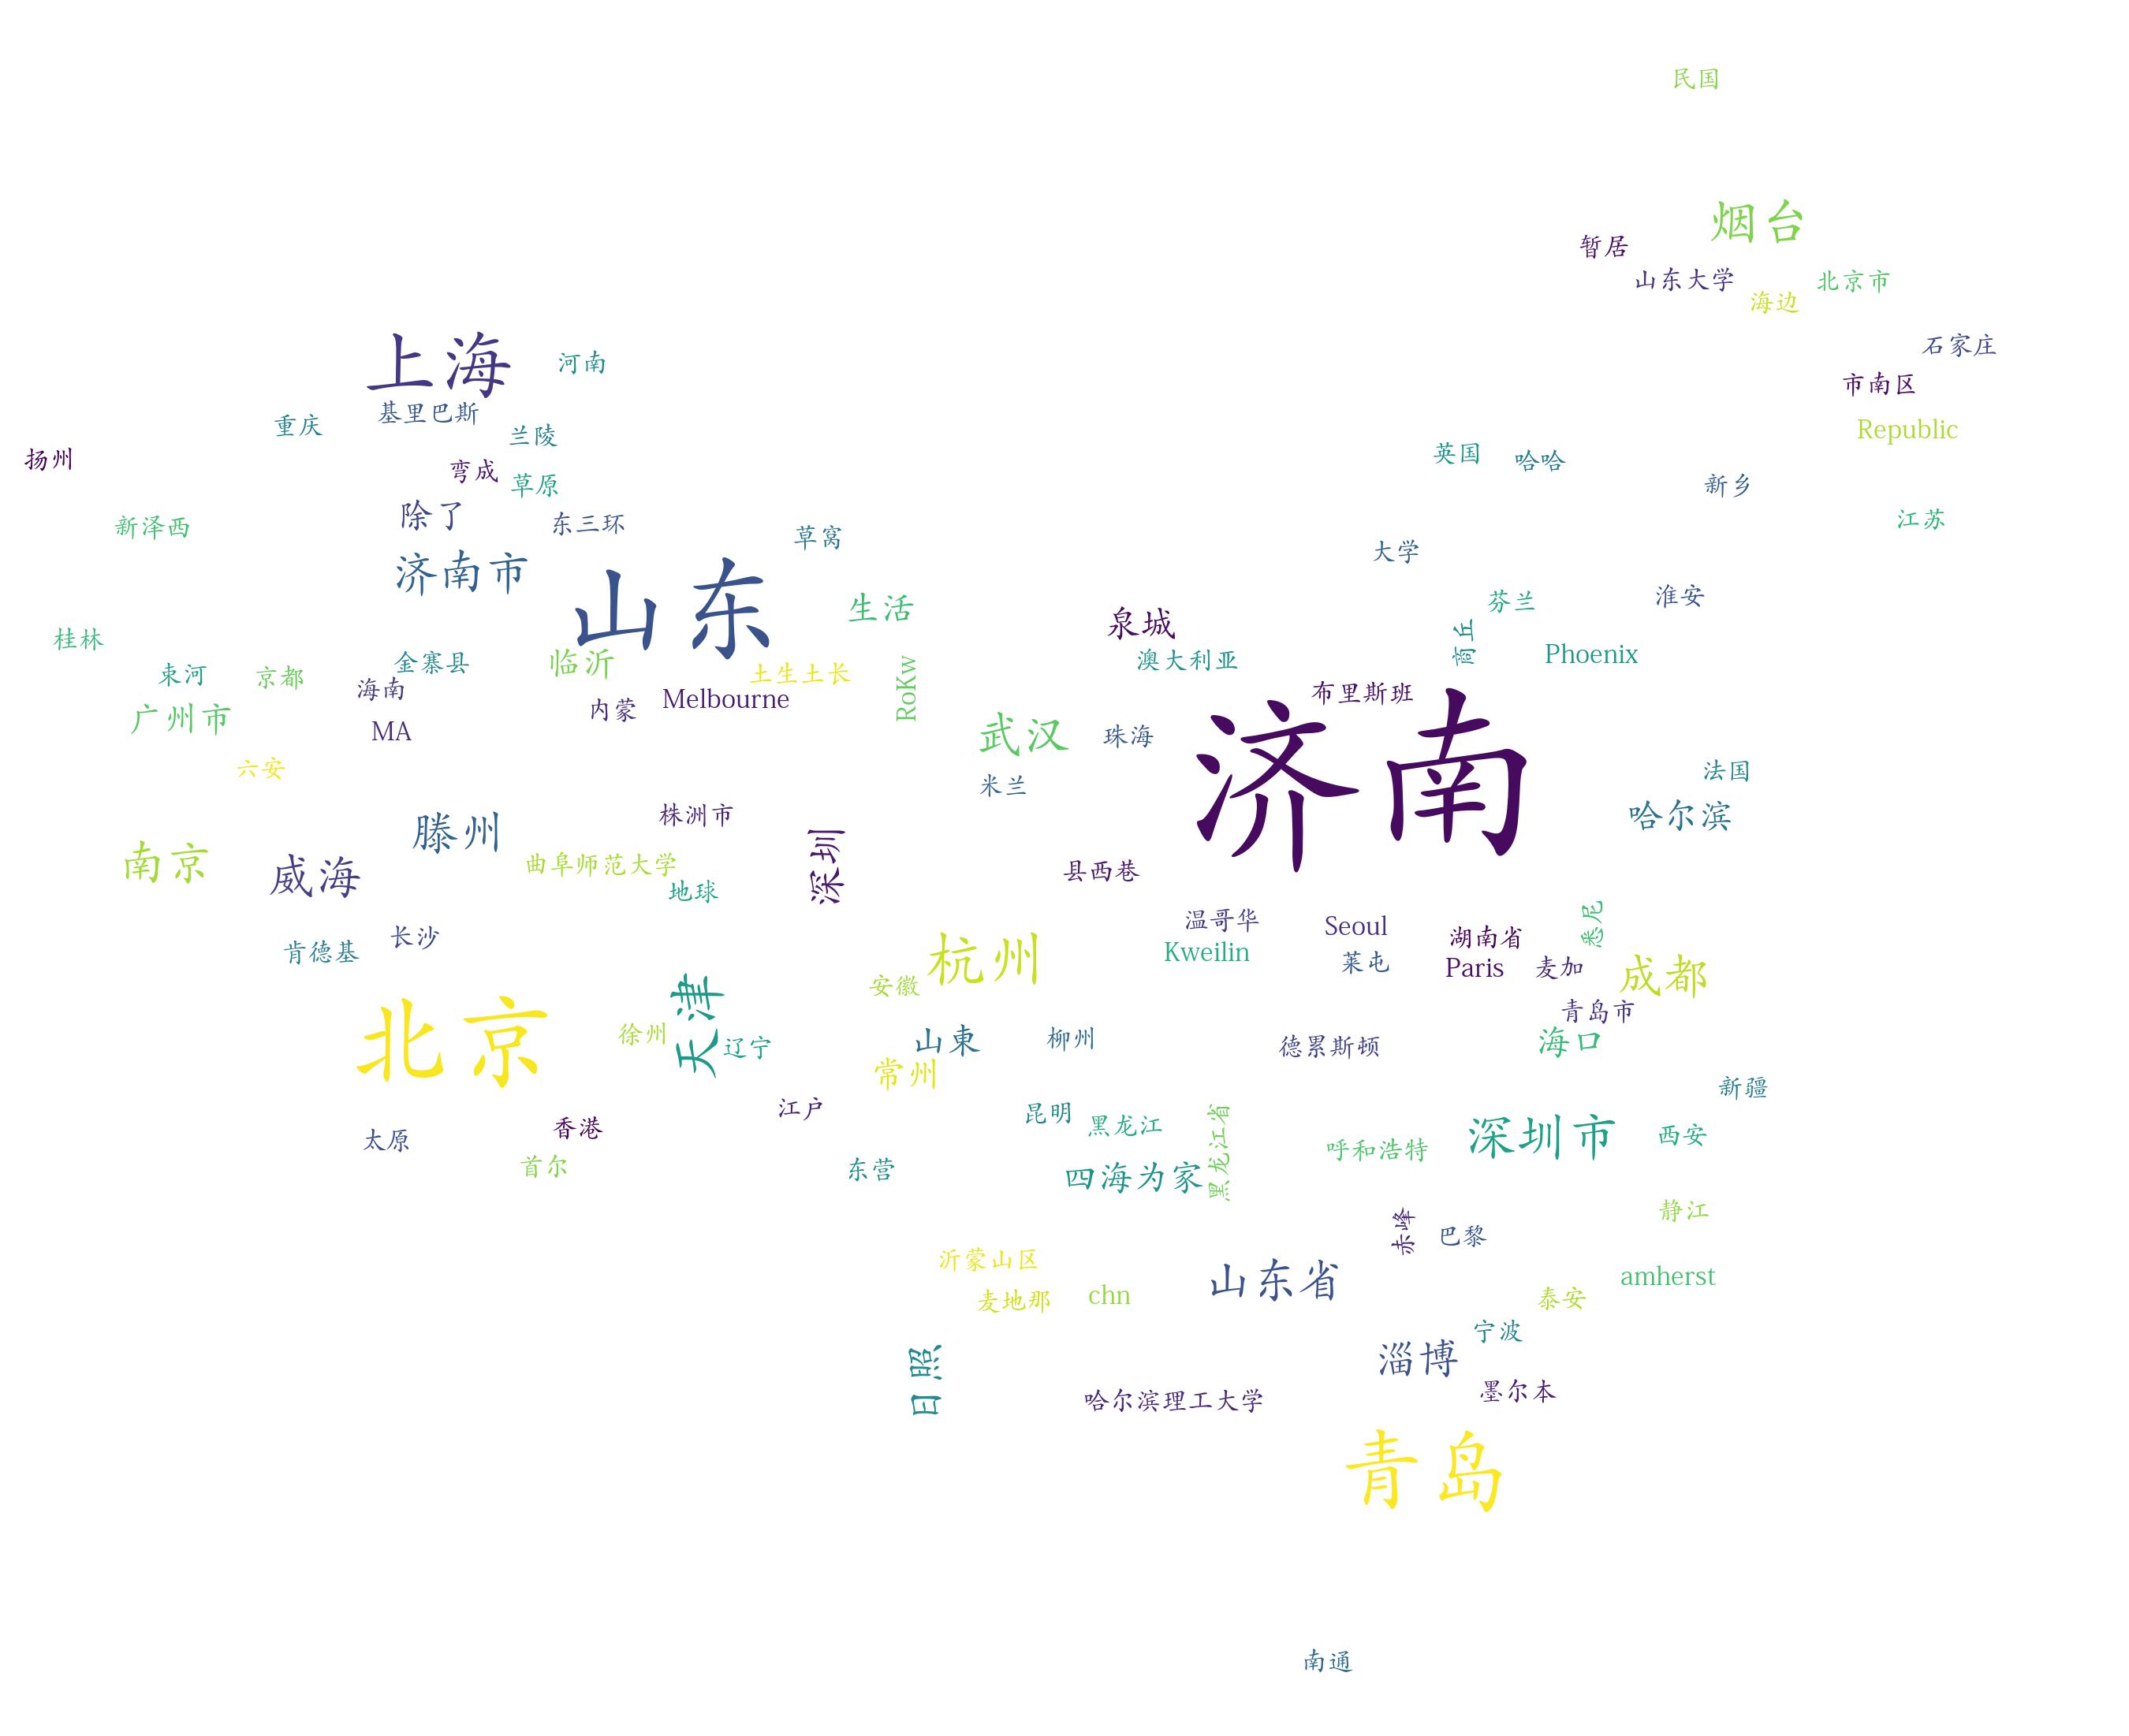 民国
烟台
暂居
山东大学
北京市
海边
石家庄
上海
河南
市南区
基里巴斯
重庆
Republic
兰陵
扬州
英国
哈哈
弯成
草原
新乡
除了
江苏
新泽西
东三环
草窝
大学
济南市
淮安
芬兰
山东
生活
泉城
桂林
商丘
Phoenix
金寨县
临沂
澳大利亚
束河
京都
土生土长
海南
RoKw
布里斯班
Melbourne
内蒙
广州市
MA
武汉
珠海
六安
法国
济南
米兰
株洲市
哈尔滨
滕州
南京
曲阜师范大学
深圳
县西巷
威海
地球
温哥华
Seoul
悉尼
长沙
湖南省
肯德基
杭州
Kweilin
莱屯
Paris
麦加
成都
安徽
青岛市
天津
徐州
北京
辽宁
山東
柳州
德累斯顿
海口
常州
新疆
江户
昆明
黑龙江
黑龙江省
香港
太原
深圳市
西安
呼和浩特
首尔
东营
四海为家
静江
赤峰
巴黎
沂蒙山区
山东省
amherst
麦地那
chn
泰安
宁波
淄博
日照
墨尔本
哈尔滨理工大学
青岛
南通